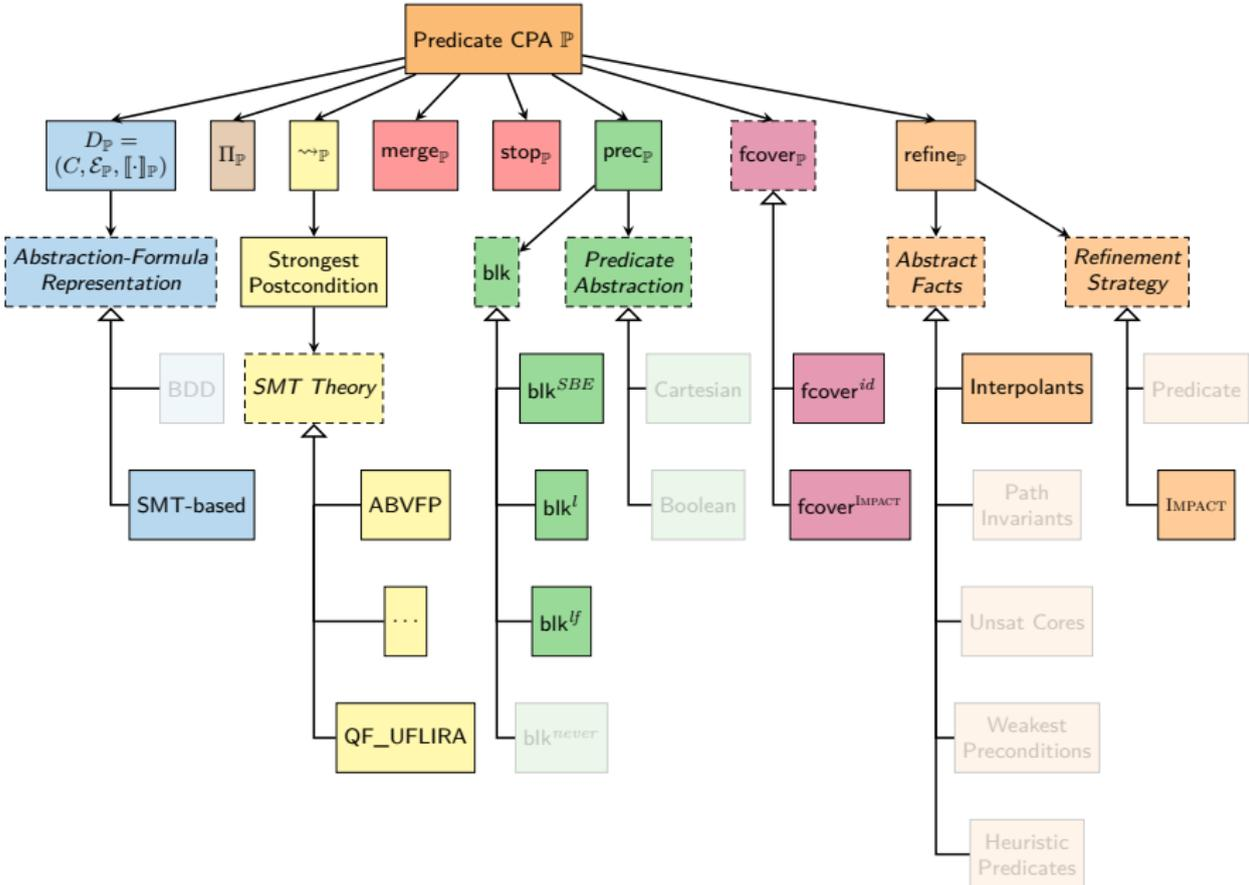 Predicate CPA ℙ
D_ℙ =
(C, ℰ_ℙ, ⟦·⟧_ℙ)
Π_ℙ
⇝_ℙ
merge_ℙ
stop_ℙ
prec_ℙ
fcover_ℙ
refine_ℙ
Abstraction-Formula
Representation
Strongest
Postcondition
blk
Predicate
Abstraction
Abstract
Facts
Refinement
Strategy
BDD
SMT Theory
blk^SBE
Cartesian
fcover^id
Interpolants
Predicate
SMT-based
ABVFP
blk^l
Boolean
fcover^IMPACT
Path
Invariants
IMPACT
...
blk^lf
Unsat Cores
QF_UFLIRA
blk^never
Weakest
Preconditions
Heuristic
Predicates